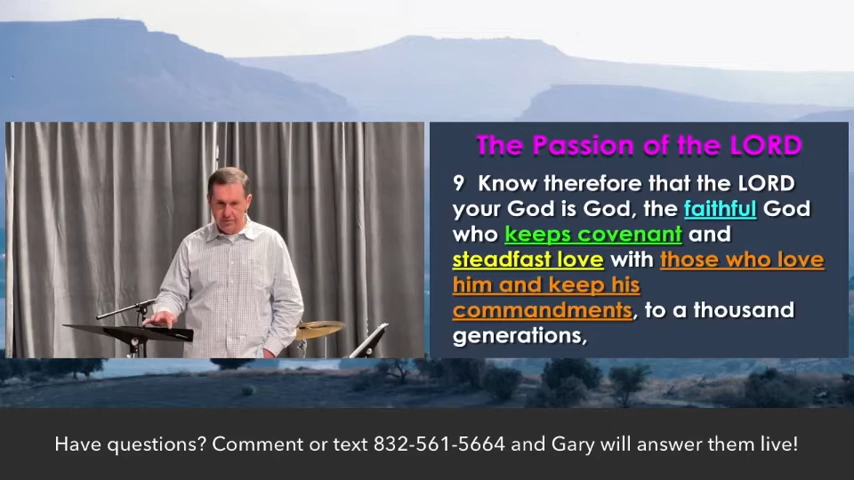 The Passion of the LORD
9 Know therefore that the LORD
your God is God, the faithful God
who keeps covenant and
steadfast love with those who love
him and keep his
commandments, to a thousand
generations,
Have questions? Comment or text 832-561-5664 and Gary will answer them live!